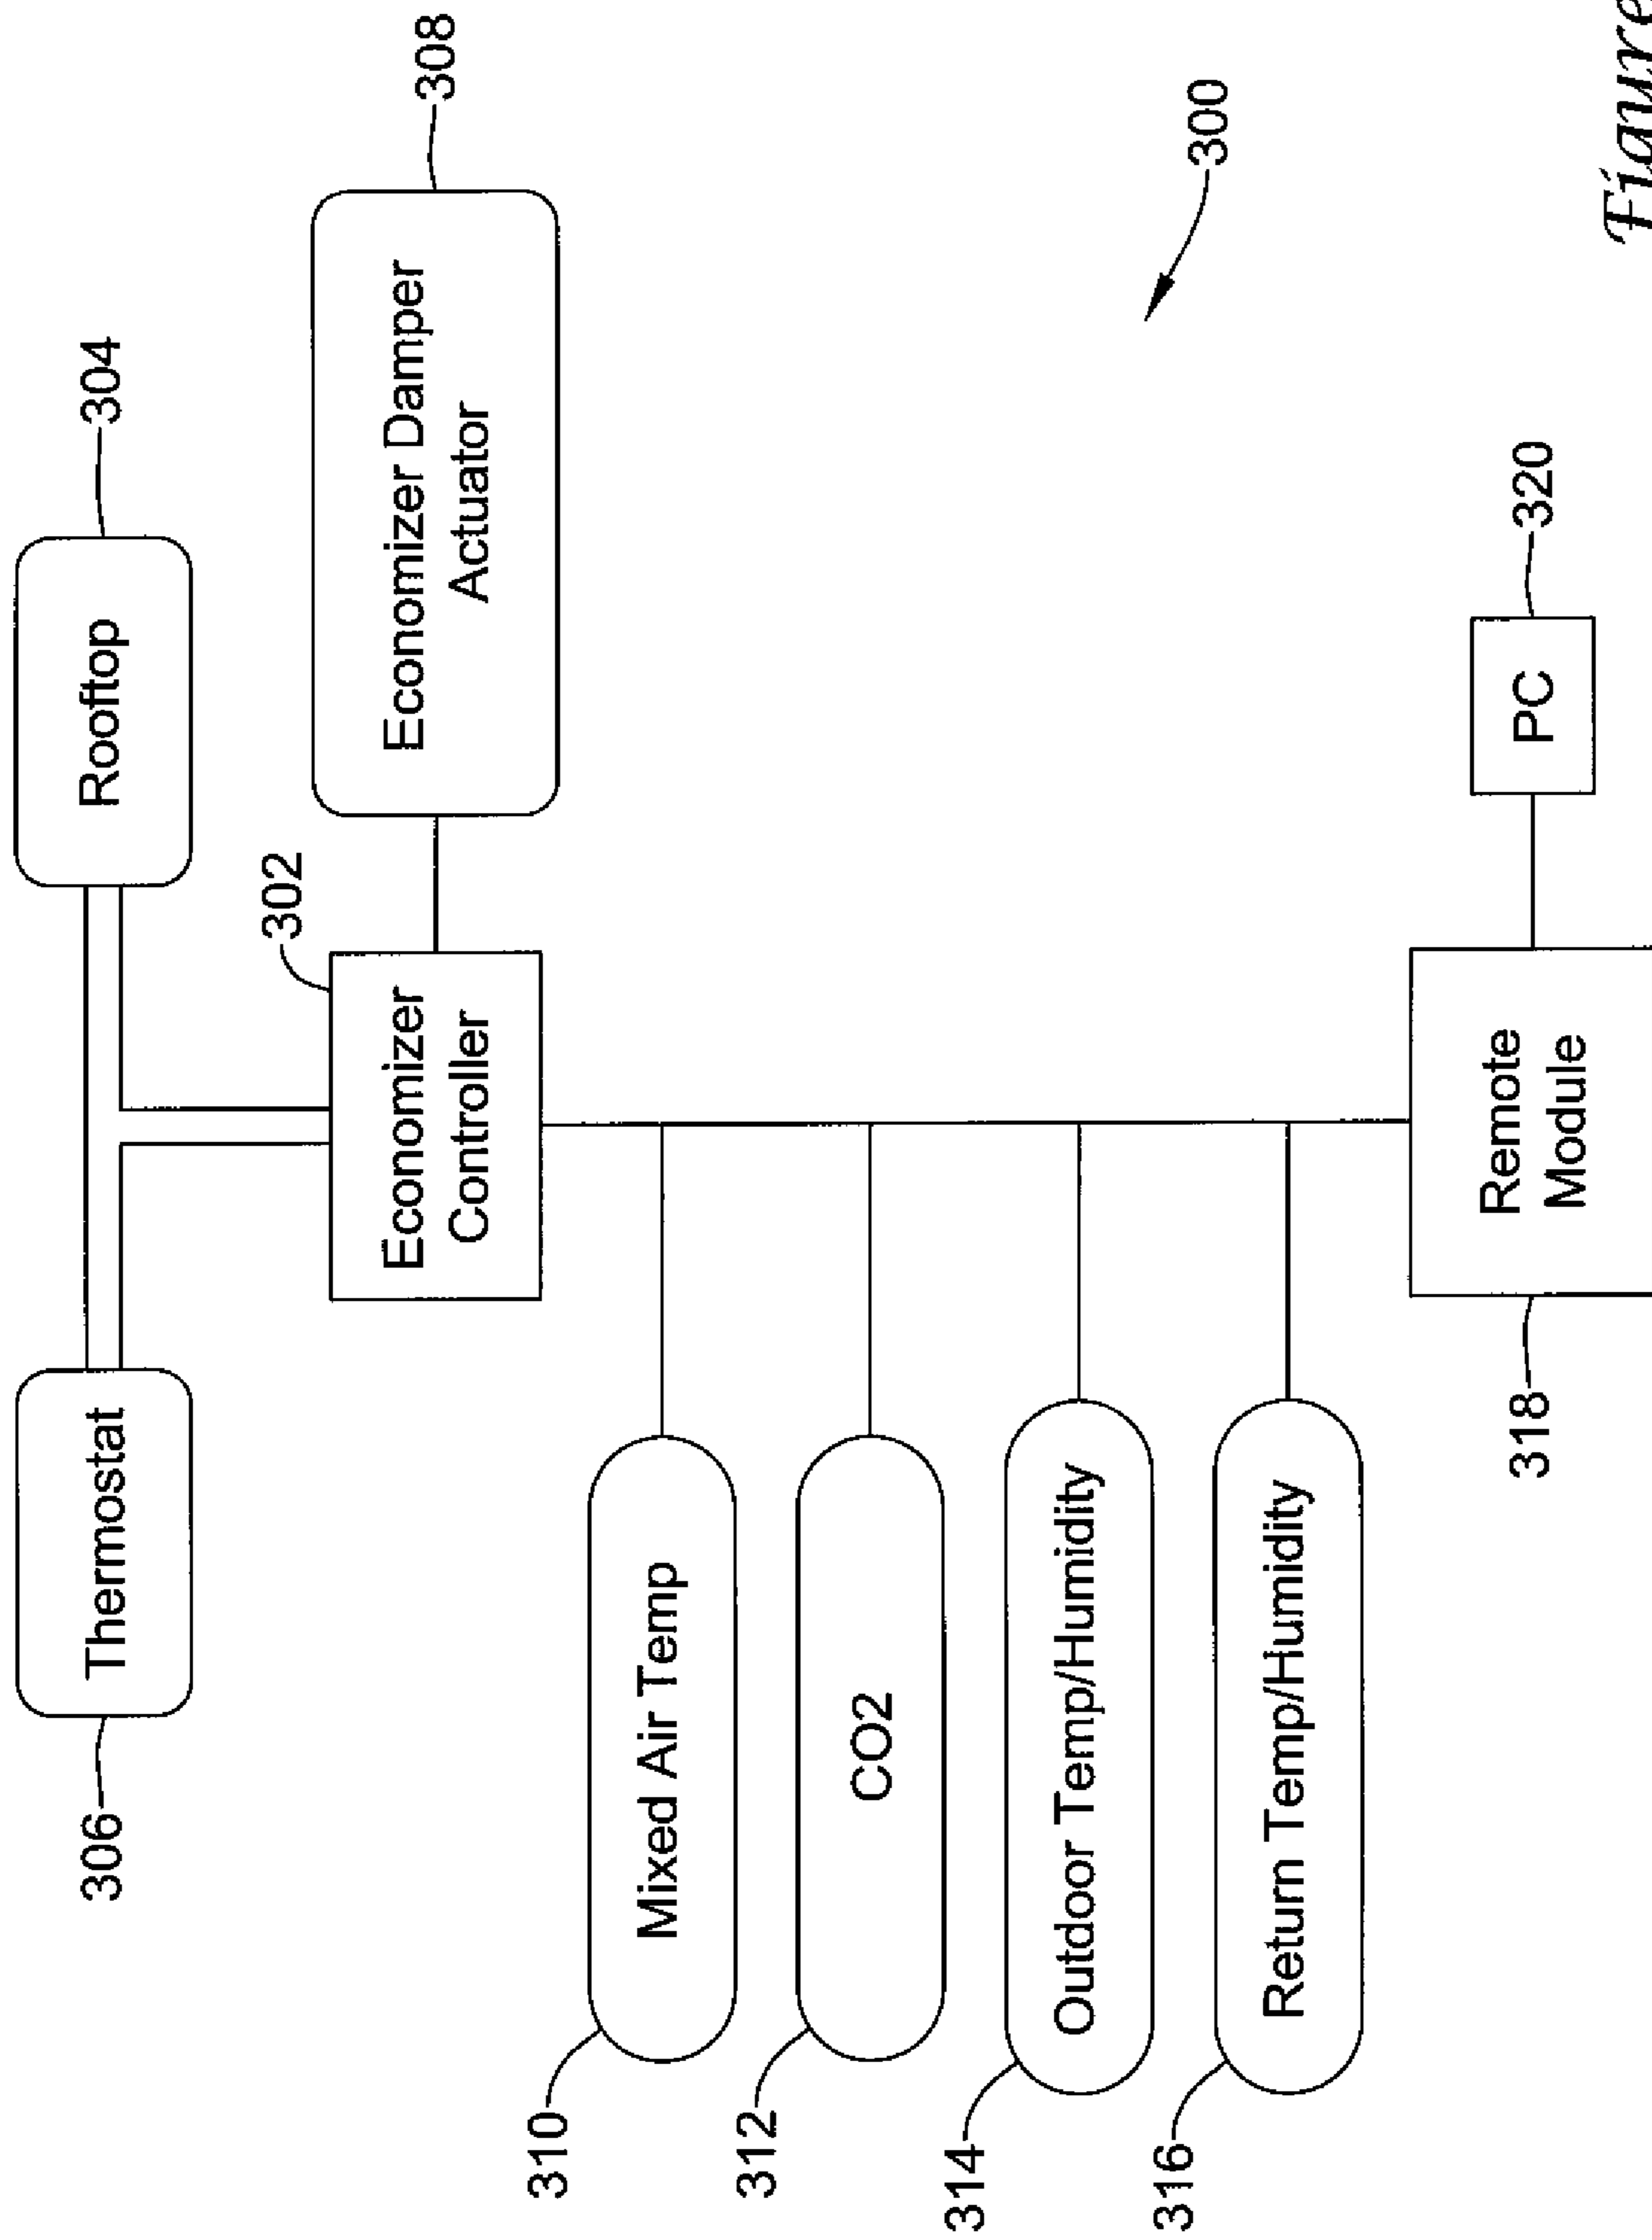 306
Thermostat
Rooftop
304
302
Economizer
Controller
Economizer Damper
Actuator
308
310
Mixed Air Temp
312
CO2
314
Outdoor Temp/Humidity
316
Return Temp/Humidity
300
318
Remote
Module
PC
320
Figure